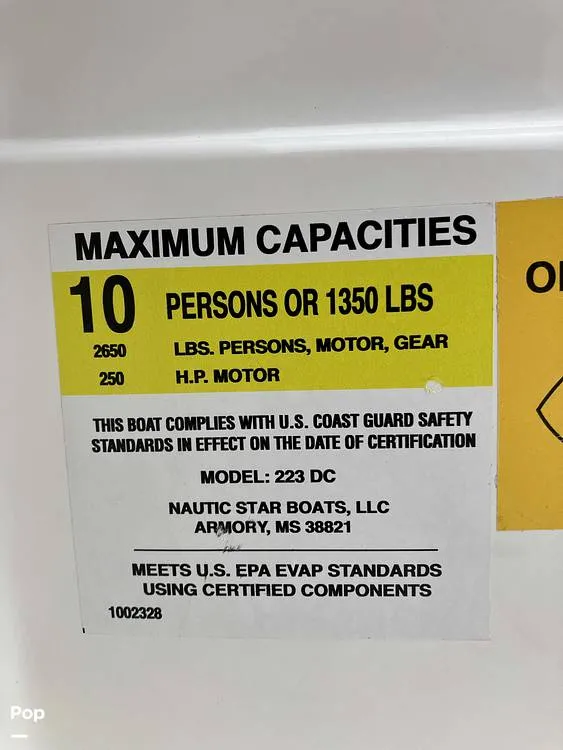 MAXIMUM CAPACITIES
10 PERSONS OR 1350 LBS
2650 LBS. PERSONS, MOTOR, GEAR
250 H.P. MOTOR
THIS BOAT COMPLIES WITH U.S. COAST GUARD SAFETY
STANDARDS IN EFFECT ON THE DATE OF CERTIFICATION
MODEL: 223 DC
NAUTIC STAR BOATS, LLC
ARMORY, MS 38821
MEETS U.S. EPA EVAP STANDARDS
USING CERTIFIED COMPONENTS
1002328
Pop